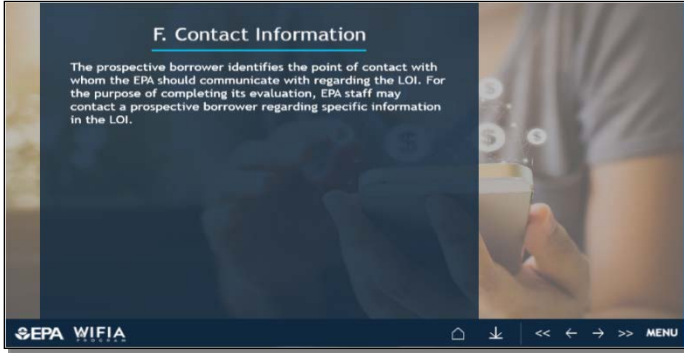 F. Contact Information
The prospective borrower identifies the point of contact with
whom the EPA should communicate with regarding the LOI. For
the purpose of completing its evaluation, EPA staff may
contact a prospective borrower regarding specific information
in the LOI.
EPA WIFIA
PROGRAM
<< ← → >> MENU